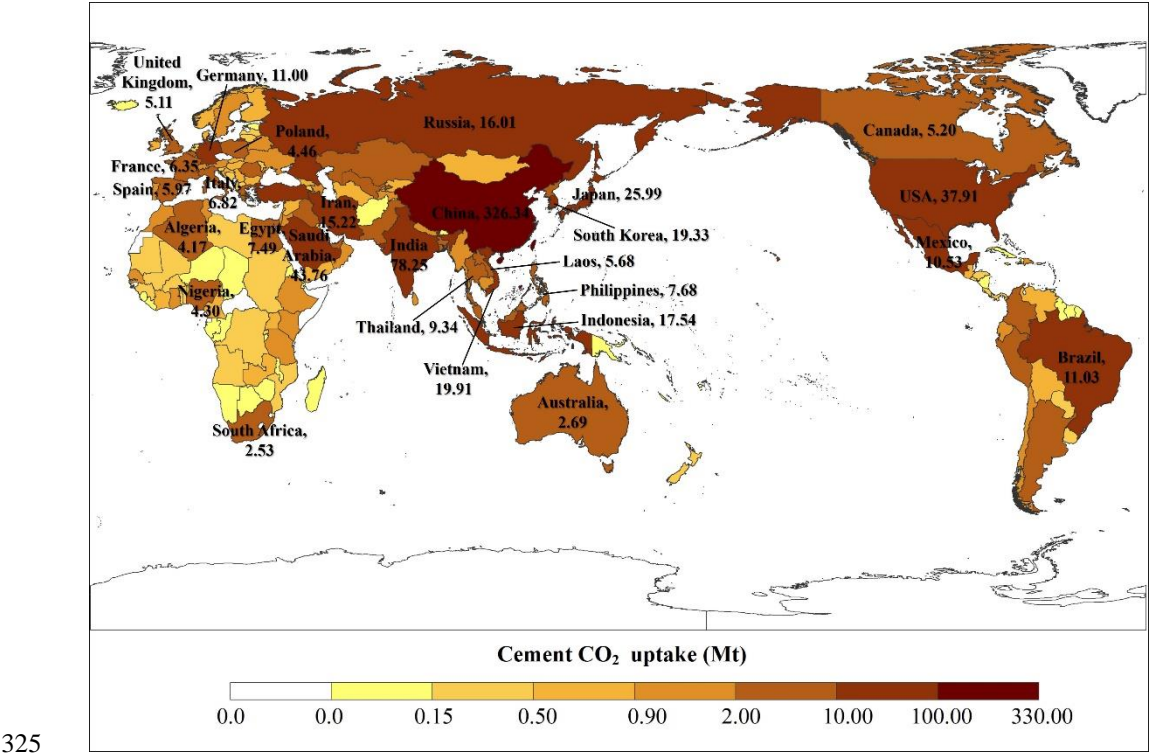 United
Kingdom,
5.11
Germany, 11.00
Russia, 16.01
Canada, 5.20
Poland,
4.46
France, 6.35
Spain, 5.97
Italy,
6.82
Iran,
15.22
China, 326.34
Japan, 25.99
USA, 37.91
South Korea, 19.33
Algeria,
4.17
Egypt,
7.49
Saudi
Arabia,
43.76
India
78.25
Mexico,
10.53
Laos, 5.68
Philippines, 7.68
Nigeria,
4.30
Thailand, 9.34
Indonesia, 17.54
Vietnam,
19.91
Brazil,
11.03
Australia,
2.69
South Africa,
2.53
Cement CO₂ uptake (Mt)
0.0 0.0 0.15 0.50 0.90 2.00 10.00 100.00 330.00
325